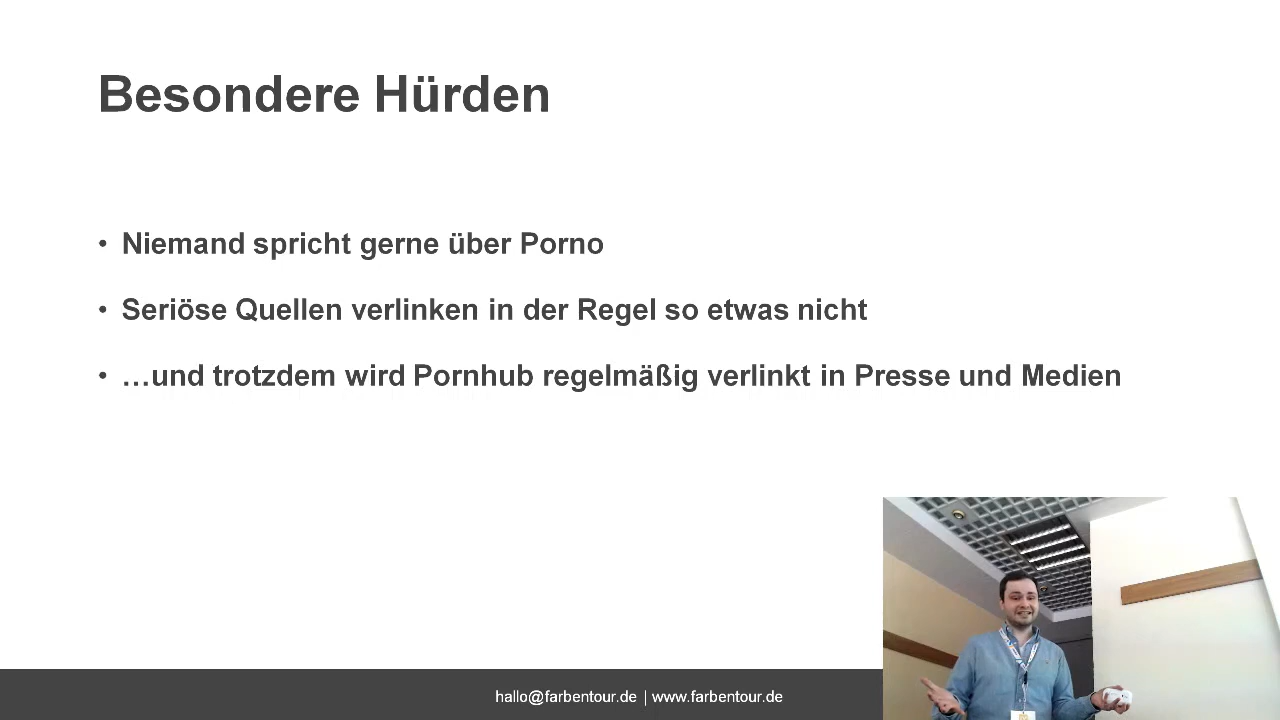 Besondere Hürden
• Niemand spricht gerne über Porno
• Seriöse Quellen verlinken in der Regel so etwas nicht
• …und trotzdem wird Pornhub regelmäßig verlinkt in Presse und Medien
hallo@farbentour.de | www.farbentour.de